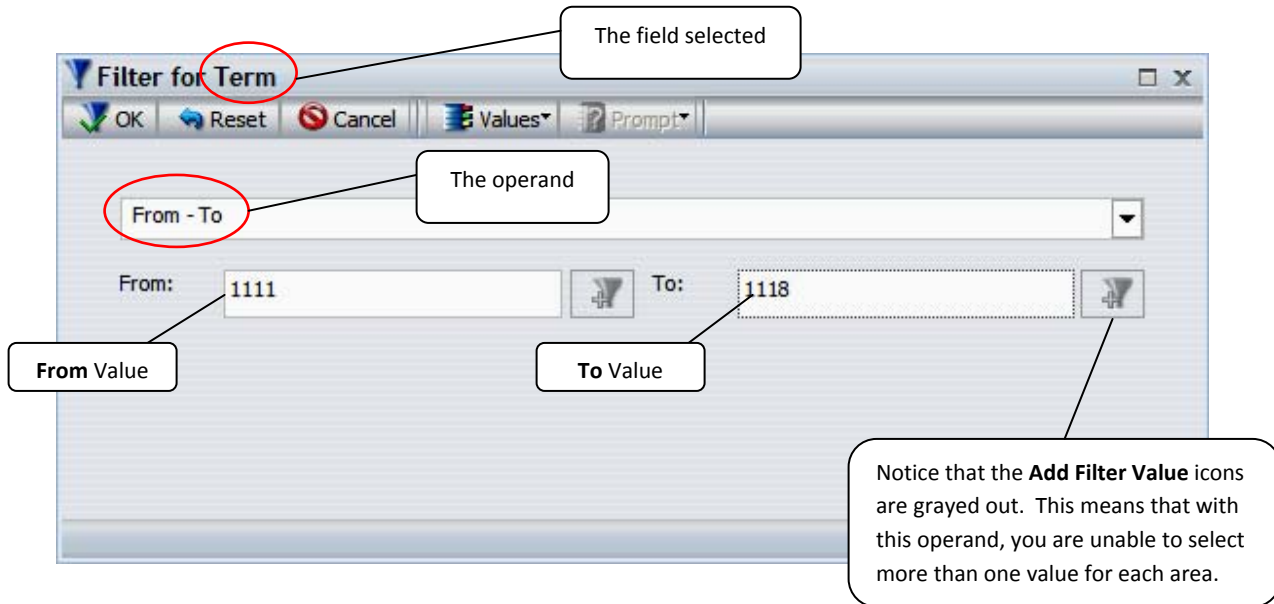 The field selected
Filter for Term
OK Reset Cancel Values Prompt
The operand
From - To
From: 1111 To: 1118
From Value To Value
Notice that the Add Filter Value icons
are grayed out. This means that with
this operand, you are unable to select
more than one value for each area.